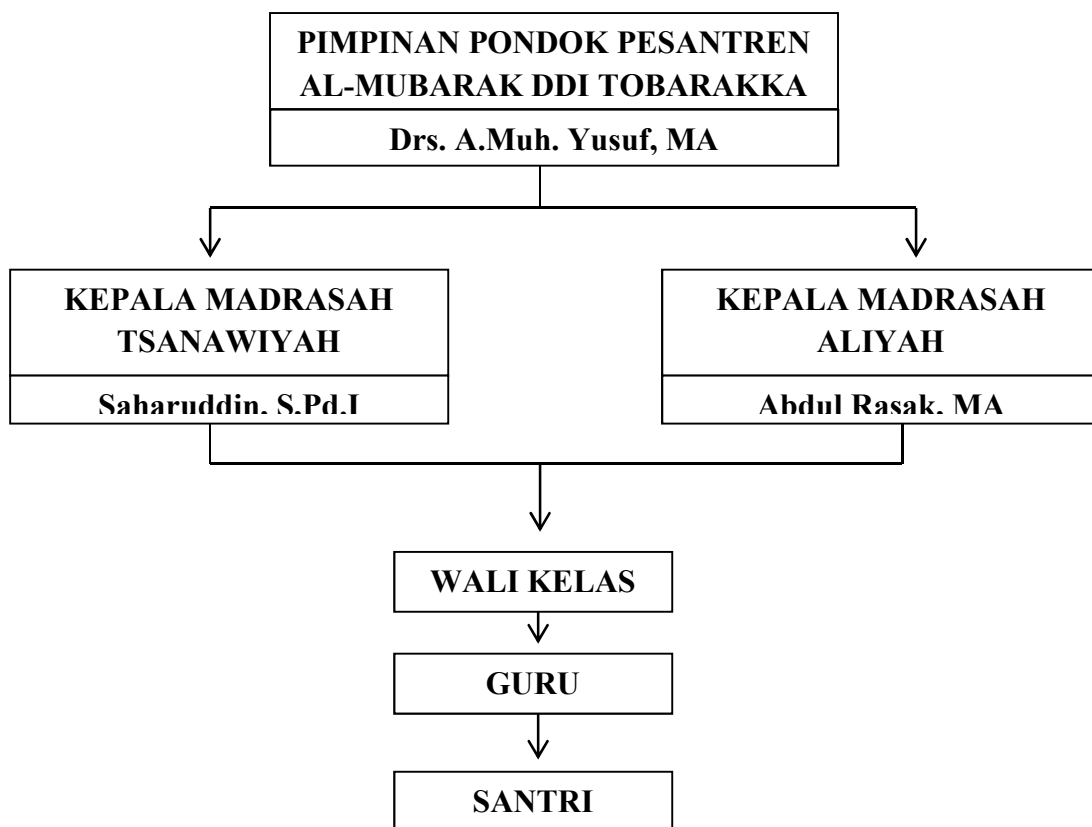 PIMPINAN PONDOK PESANTREN
AL-MUBARAK DDI TOBARAKKA
Drs. A.Muh. Yusuf, MA
KEPALA MADRASAH
TSANAWIYAH
Saharuddin, S.Pd.I
KEPALA MADRASAH
ALIYAH
Abdul Rasak, MA
WALI KELAS
GURU
SANTRI